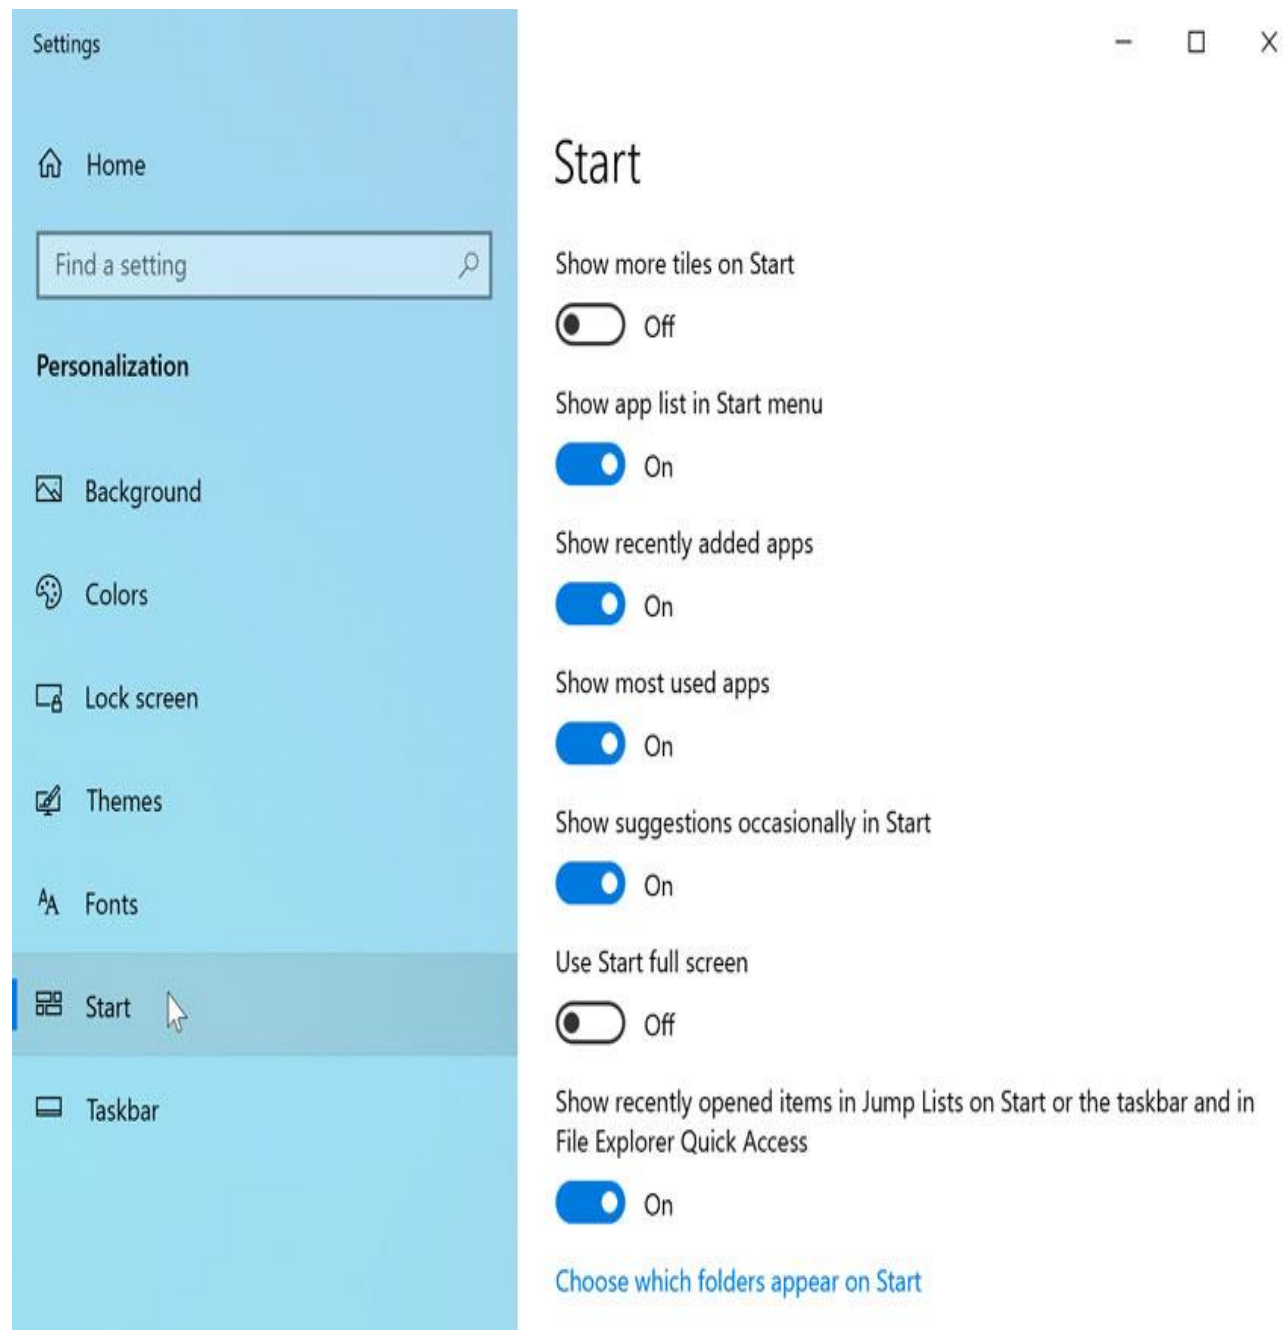 Settings
Home
Find a setting
Personalization
Background
Colors
Lock screen
Themes
Fonts
Start
Taskbar
Start
Show more tiles on Start
Off
Show app list in Start menu
On
Show recently added apps
On
Show most used apps
On
Show suggestions occasionally in Start
On
Use Start full screen
Off
Show recently opened items in Jump Lists on Start or the taskbar and in
File Explorer Quick Access
On
Choose which folders appear on Start